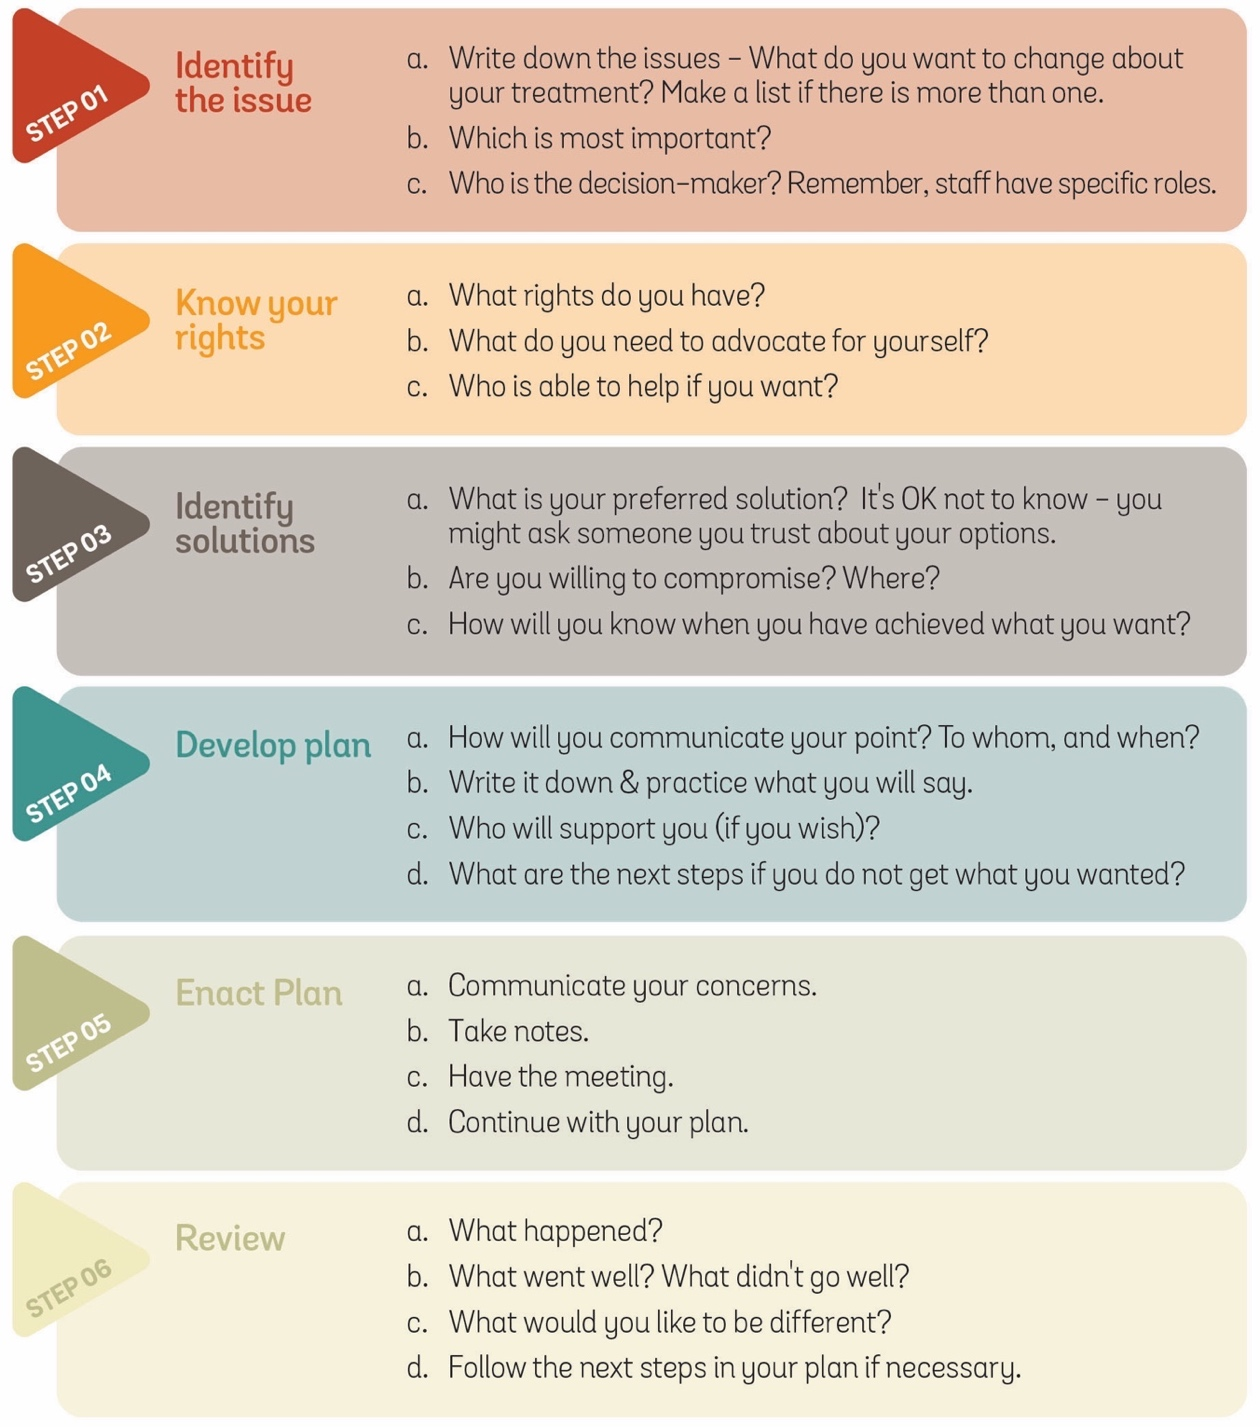 STEP 01
Identify
the issue
a. Write down the issues – What do you want to change about
your treatment? Make a list if there is more than one.
b. Which is most important?
c. Who is the decision-maker? Remember, staff have specific roles.
STEP 02
Know your
rights
a. What rights do you have?
b. What do you need to advocate for yourself?
c. Who is able to help if you want?
STEP 03
Identify
solutions
a. What is your preferred solution? It's OK not to know – you
might ask someone you trust about your options.
b. Are you willing to compromise? Where?
c. How will you know when you have achieved what you want?
STEP 04
Develop plan
a. How will you communicate your point? To whom, and when?
b. Write it down & practice what you will say.
c. Who will support you (if you wish)?
d. What are the next steps if you do not get what you wanted?
STEP 05
Enact Plan
a. Communicate your concerns.
b. Take notes.
c. Have the meeting.
d. Continue with your plan.
STEP 06
Review
a. What happened?
b. What went well? What didn't go well?
c. What would you like to be different?
d. Follow the next steps in your plan if necessary.